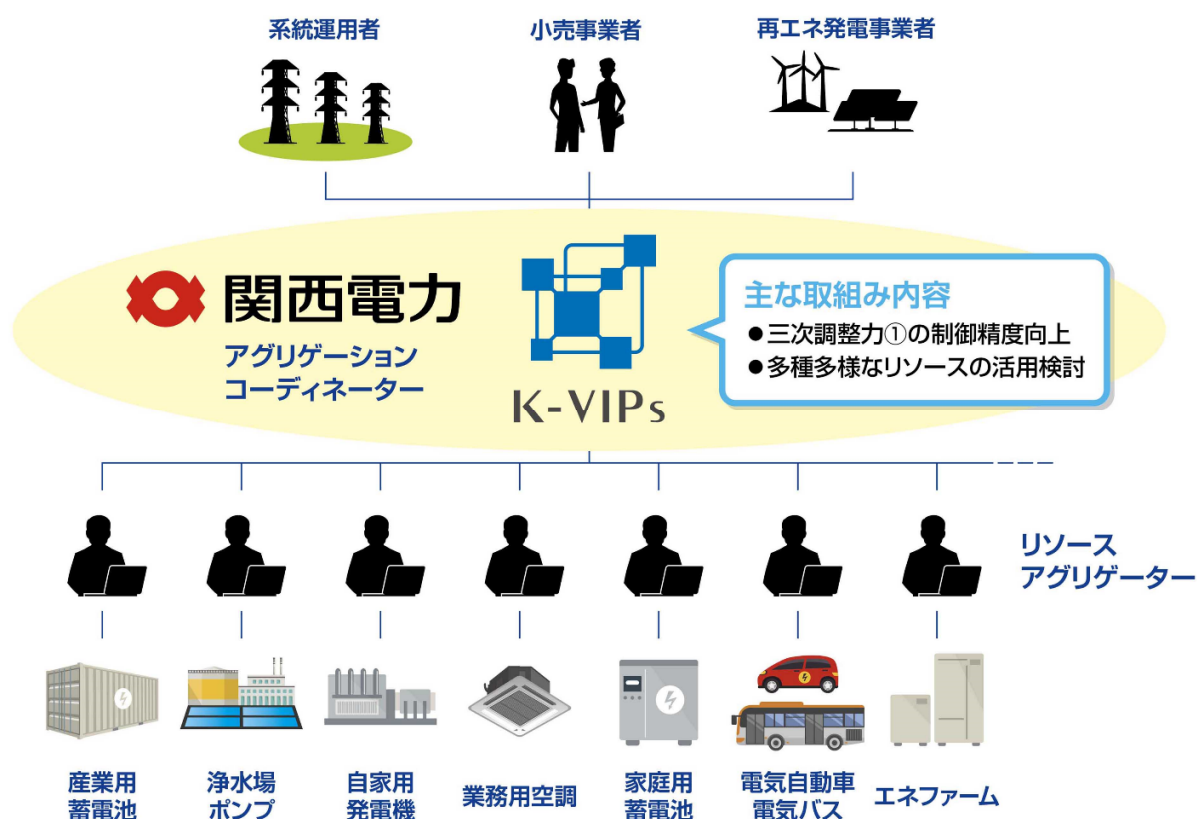 系統運用者
小売事業者
再エネ発電事業者
関西電力
アグリゲーション
コーディネーター
K-VIPs
主な取組み内容
●三次調整力①の制御精度向上
●多種多様なリソースの活用検討
リソース
アグリゲーター
産業用
蓄電池
浄水場
ポンプ
自家用
発電機
業務用空調
家庭用
蓄電池
電気自動車
電気バス
エネファーム